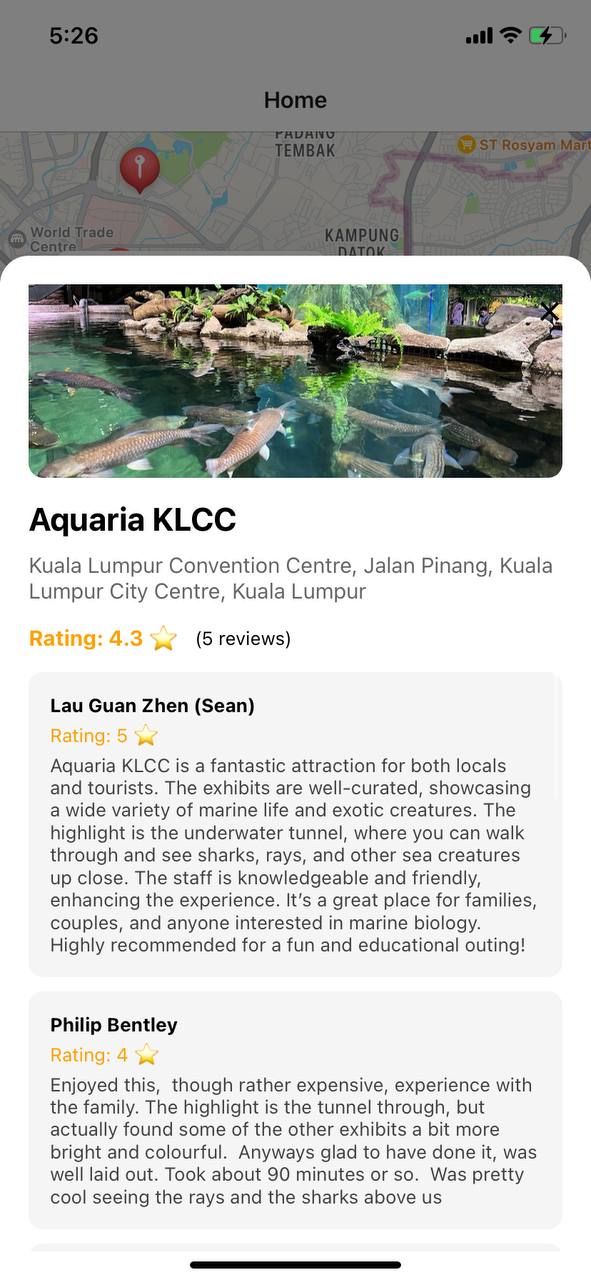 5:26
Home
PADANG
TEMBAK
ST Rosyam Mart
World Trade
Centre
KAMPUNG
DATOK
Aquaria KLCC
Kuala Lumpur Convention Centre, Jalan Pinang, Kuala
Lumpur City Centre, Kuala Lumpur
Rating: 4.3 ⭐ (5 reviews)
Lau Guan Zhen (Sean)
Rating: 5 ⭐
Aquaria KLCC is a fantastic attraction for both locals
and tourists. The exhibits are well-curated, showcasing
a wide variety of marine life and exotic creatures. The
highlight is the underwater tunnel, where you can walk
through and see sharks, rays, and other sea creatures
up close. The staff is knowledgeable and friendly,
enhancing the experience. It’s a great place for families,
couples, and anyone interested in marine biology.
Highly recommended for a fun and educational outing!
Philip Bentley
Rating: 4 ⭐
Enjoyed this,  though rather expensive, experience with
the family. The highlight is the tunnel through, but
actually found some of the other exhibits a bit more
bright and colourful.  Anyways glad to have done it, was
well laid out. Took about 90 minutes or so.  Was pretty
cool seeing the rays and the sharks above us